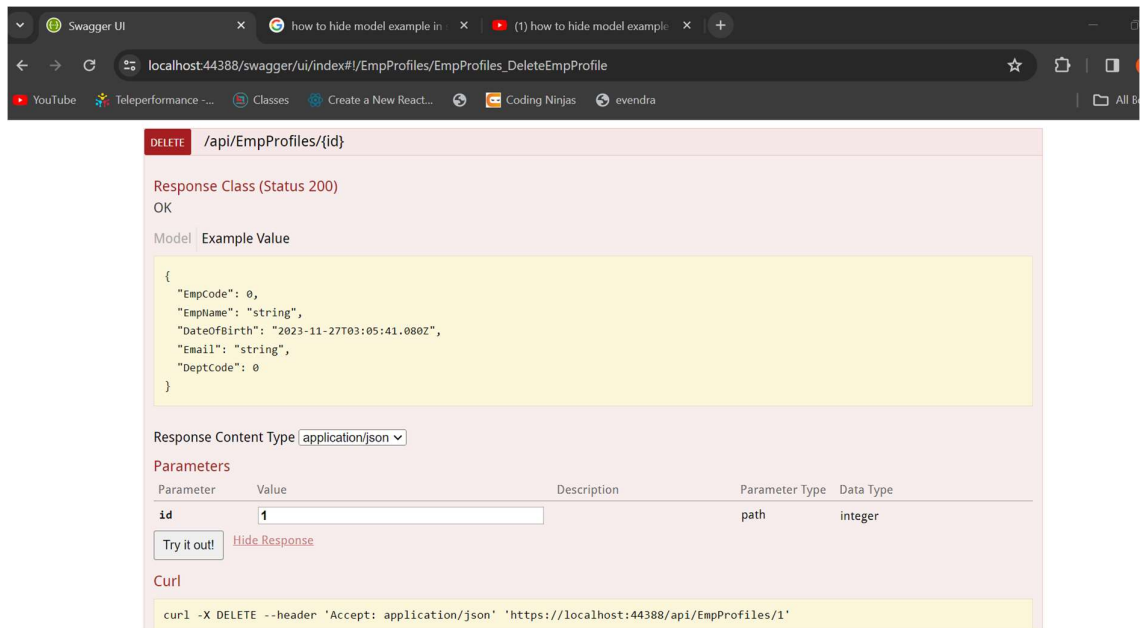 Swagger UI
how to hide model example in
(1) how to hide model example
localhost:44388/swagger/ui/index#!/EmpProfiles/EmpProfiles_DeleteEmpProfile
YouTube Teleperformance -... Classes Create a New React... Coding Ninjas evendra All
DELETE /api/EmpProfiles/{id}
Response Class (Status 200)
OK
Model Example Value
{
"EmpCode": 0,
"EmpName": "string",
"DateOfBirth": "2023-11-27T03:05:41.080Z",
"Email": "string",
"DeptCode": 0
}
Response Content Type application/json
Parameters
Parameter Value Description Parameter Type Data Type
id 1 path integer
Try it out! Hide Response
Curl
curl -X DELETE --header 'Accept: application/json' 'https://localhost:44388/api/EmpProfiles/1'